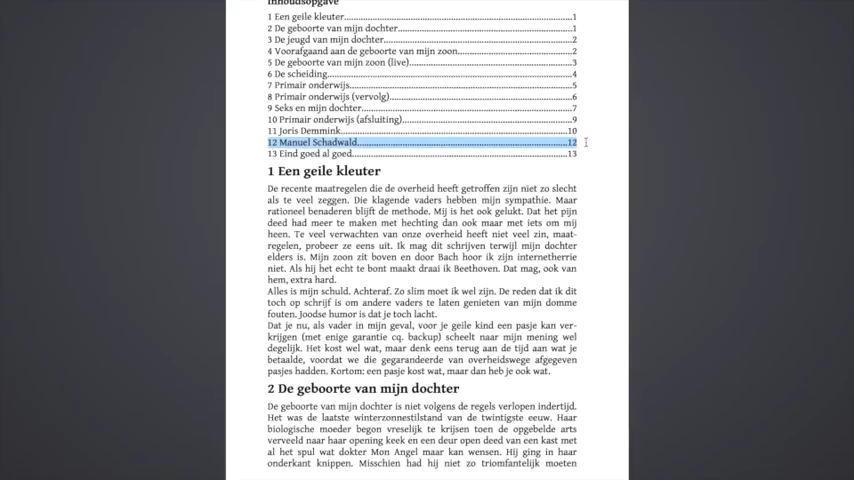 Inhoudsopgave
1 Een geile kleuter..........1
2 De geboorte van mijn dochter..........1
3 De jeugd van mijn dochter..........2
4 Voorafgaand aan de geboorte van mijn zoon..........2
5 De geboorte van mijn zoon (live)..........3
6 De scheiding..........4
7 Primair onderwijs..........5
8 Primair onderwijs (vervolg)..........6
9 Seks en mijn dochter..........7
10 Primair onderwijs (afsluiting)..........9
11 Joris Demmink..........10
12 Manuel Schadwald..........12
13 Eind goed al goed..........13
1 Een geile kleuter
De recente maatregelen die de overheid heeft getroffen zijn niet zo slecht
als te veel zeggen. Die klagende vaders hebben mijn sympathie. Maar
rationeel benaderen blijft de methode. Mij is het ook gelukt. Dat het pijn
deed had meer te maken met hechting dan ook maar met iets om mij
heen. Te veel verwachten van onze overheid heeft niet veel zin, maat-
regelen, probeer ze eens uit. Ik mag dit schrijven terwijl mijn dochter
elders is. Mijn zoon zit boven en door Bach hoor ik zijn internetherrie
niet. Als hij het echt te bont maakt draai ik Beethoven. Dat mag, ook van
hem, extra hard.
Alles is mijn schuld. Achteraf. Zo slim moet ik wel zijn. De reden dat ik dit
toch op schrijf is om andere vaders te laten genieten van mijn domme
fouten. Joodse humor is dat je toch lacht.
Dat je nu, als vader in mijn geval, voor je geile kind een pasje kan ver-
krijgen (met enige garantie cq. backup) scheelt naar mijn mening wel
degelijk. Het kost wel wat, maar denk eens terug aan de tijd aan wat je
betaalde, voordat we die gegarandeerde van overheidswege afgegeven
pasjes hadden. Kortom: een pasje kost wat, maar dan heb je ook wat.
2 De geboorte van mijn dochter
De geboorte van mijn dochter is niet volgens de regels verlopen indertijd.
Het was de laatste winterzonnestilstand van de twintigste eeuw. Haar
biologische moeder begon vreselijk te krijsen toen de opgebelde arts
verveeld naar haar opening keek en een deur open deed van een kast met
al het spul wat dokter Mon Angel maar kan wensen. Hij ging in haar
onderkant knippen. Misschien had hij niet zo triomfantelijk moeten